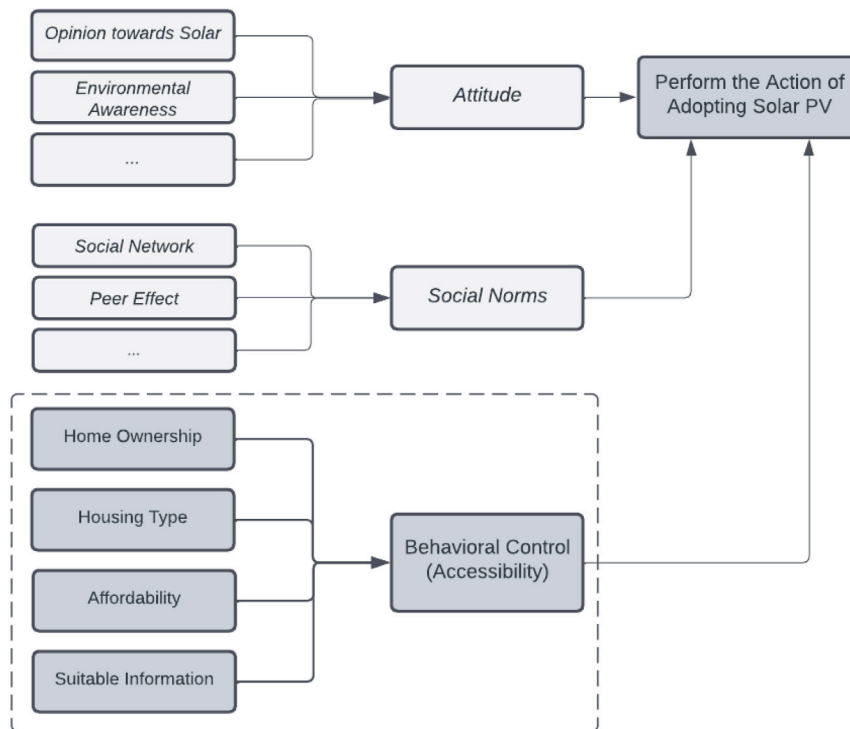 Opinion towards Solar
Environmental
Awareness
...
Attitude
Perform the Action of
Adopting Solar PV
Social Network
Peer Effect
...
Social Norms
Home Ownership
Housing Type
Affordability
Suitable Information
Behavioral Control
(Accessibility)